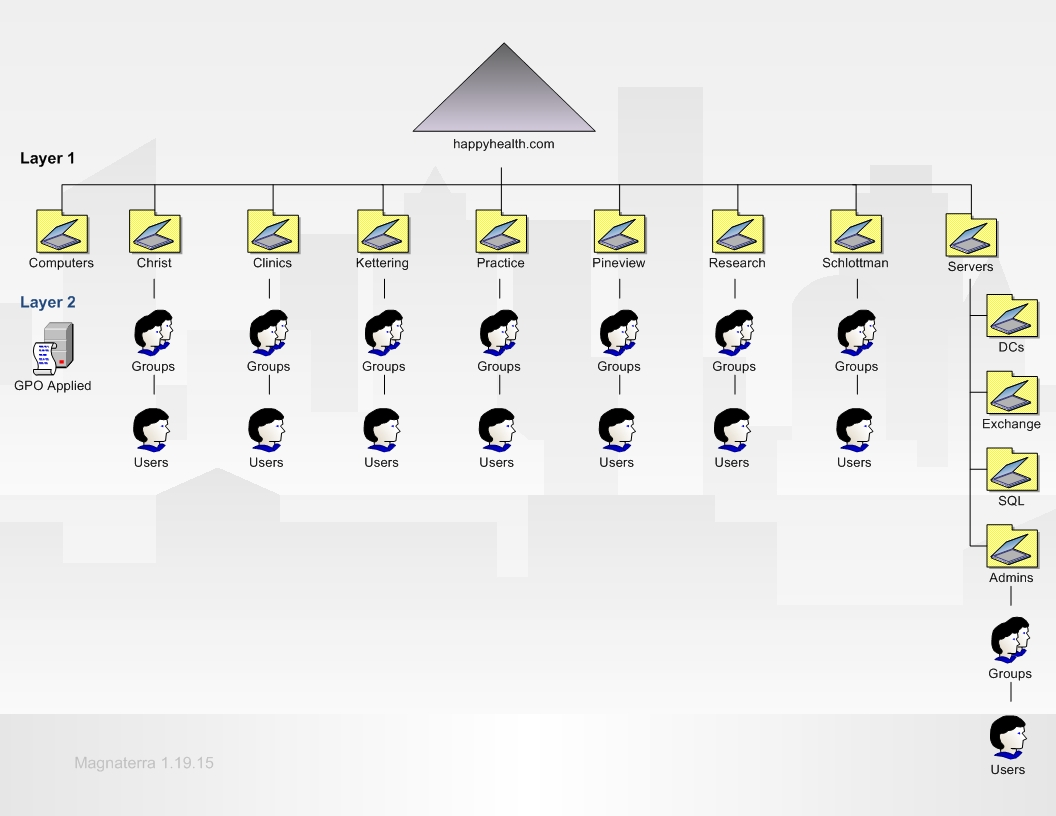 happyhealth.com
Layer 1
Computers
Christ
Clinics
Kettering
Practice
Pineview
Research
Schlottman
Servers
Layer 2
GPO Applied
Groups
Groups
Groups
Groups
Groups
Groups
Groups
Users
Users
Users
Users
Users
Users
Users
DCs
Exchange
SQL
Admins
Groups
Users
Magnaterra 1.19.15